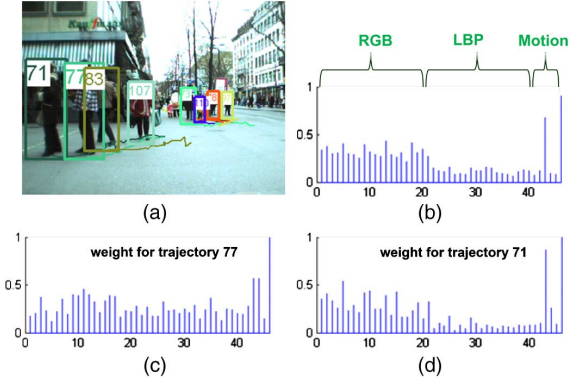 Kauffmann
71
77
83
107
(a)
RGB LBP Motion
1
0.5
0
0 10 20 30 40
(b)
1
weight for trajectory 77
0.5
0
0 10 20 30 40
(c)
1
weight for trajectory 71
0.5
0
0 10 20 30 40
(d)